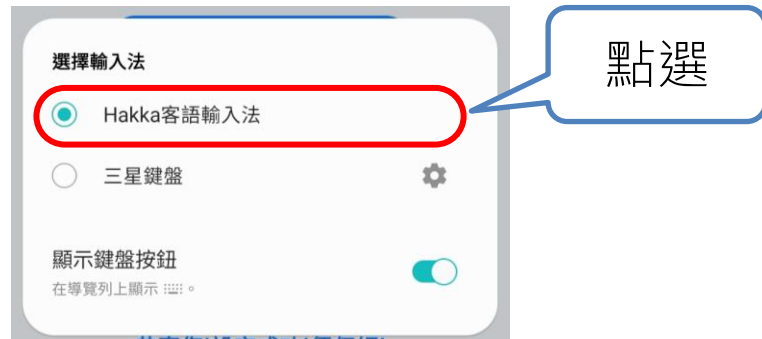 選擇輸入法
點選
Hakka客語輸入法
三星鍵盤
顯示鍵盤按鈕
在導覽列上顯示 。